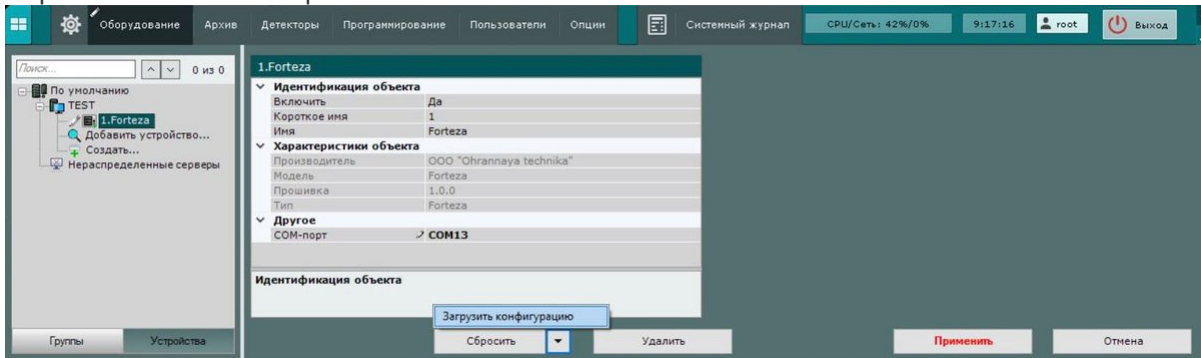 Оборудование Архив Детекторы Программирование Пользователи Опции Системный журнал CPU/Сеть: 42%/0% 9:17:16 root Выход
Поиск... 0 из 0
По умолчанию
TEST
1.Forteza
Добавить устройство...
Создать...
Нераспределенные серверы
1.Forteza
Идентификация объекта
Включить Да
Короткое имя 1
Имя Forteza
Характеристики объекта
Производитель ООО "Ohrannaya technika"
Модель Forteza
Прошивка 1.0.0
Тип Forteza
Другое
COM-порт COM13
Идентификация объекта
Загрузить конфигурацию
Группы Устройства Сбросить Удалить Применить Отмена